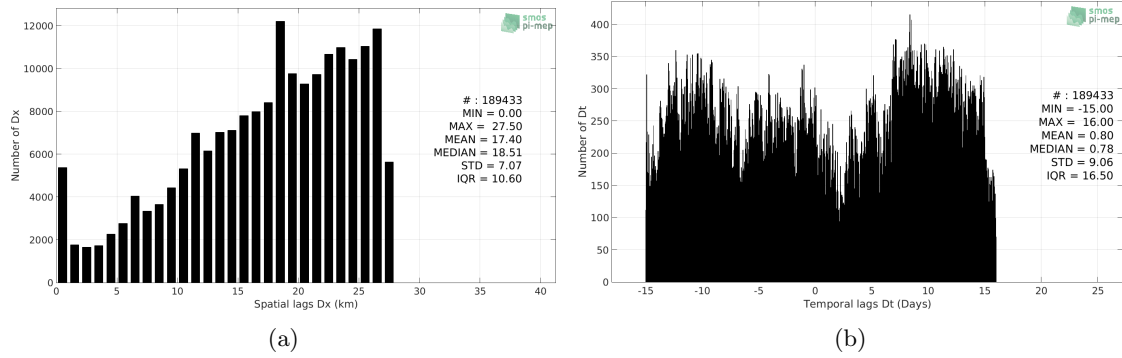 12000
10000
8000
6000
4000
2000
0
0 5 10 15 20 25 30 35 40
Number of Dx
Spatial lags Dx (km)
smos
pi-mep
# : 189433
MIN = 0.00
MAX = 27.50
MEAN = 17.40
MEDIAN = 18.51
STD = 7.07
IQR = 10.60
(a)
400
350
300
250
200
150
100
50
0
-15 -10 -5 0 5 10 15 20 25
Number of Dt
Temporal lags Dt (Days)
smos
pi-mep
# : 189433
MIN = -15.00
MAX = 16.00
MEAN = 0.80
MEDIAN = 0.78
STD = 9.06
IQR = 16.50
(b)